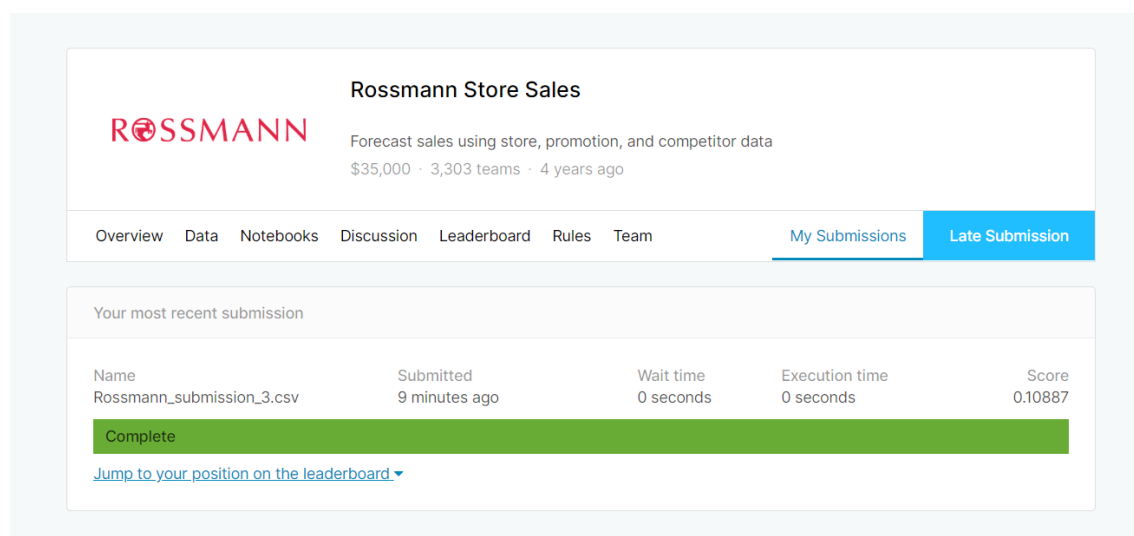 Rossmann Store Sales
ROSSMANN
Forecast sales using store, promotion, and competitor data
$35,000 · 3,303 teams · 4 years ago
Overview Data Notebooks Discussion Leaderboard Rules Team My Submissions Late Submission
Your most recent submission
Name Submitted Wait time Execution time Score
Rossmann_submission_3.csv 9 minutes ago 0 seconds 0 seconds 0.10887
Complete
Jump to your position on the leaderboard